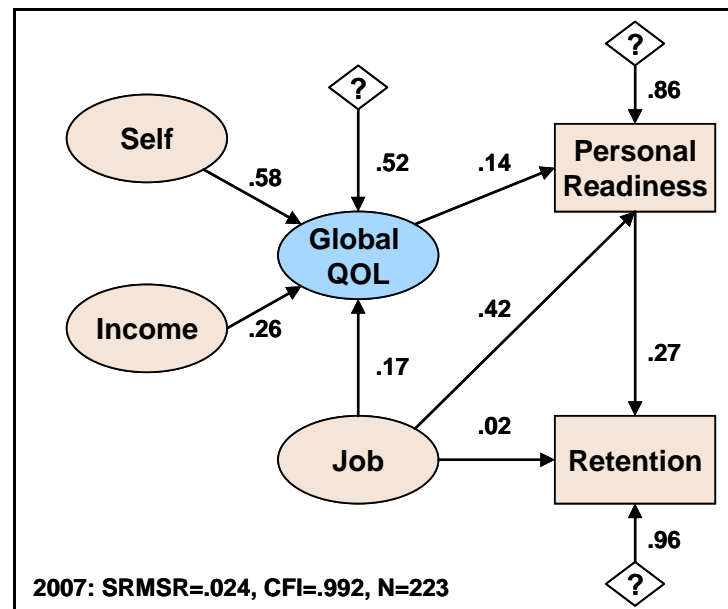 ?
.86
?
Self
Personal
Readiness
.58
.52
.14
Global
QOL
Income
.26
.42
.17
.27
.02
Job
Retention
.96
2007: SRMSR=.024, CFI=.992, N=223
?